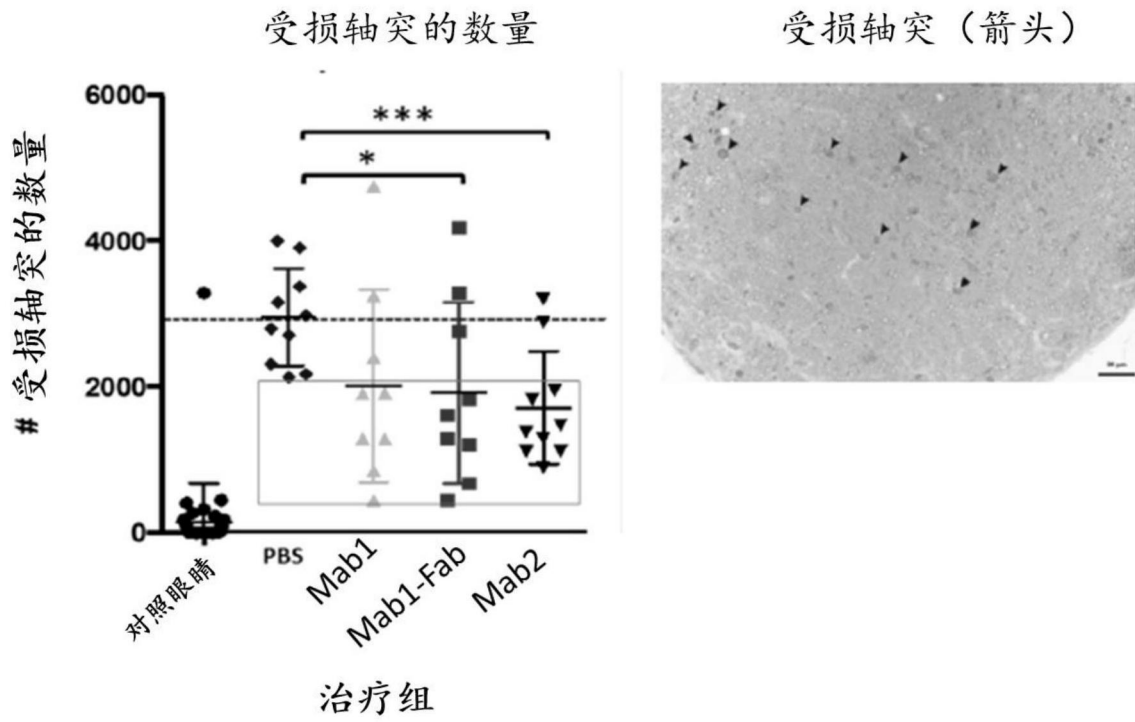 受损轴突的数量
受损轴突（箭头）
# 受损轴突的数量
6000
4000
2000
0
***
*
对照眼睛
PBS
Mab1
Mab1-Fab
Mab2
治疗组